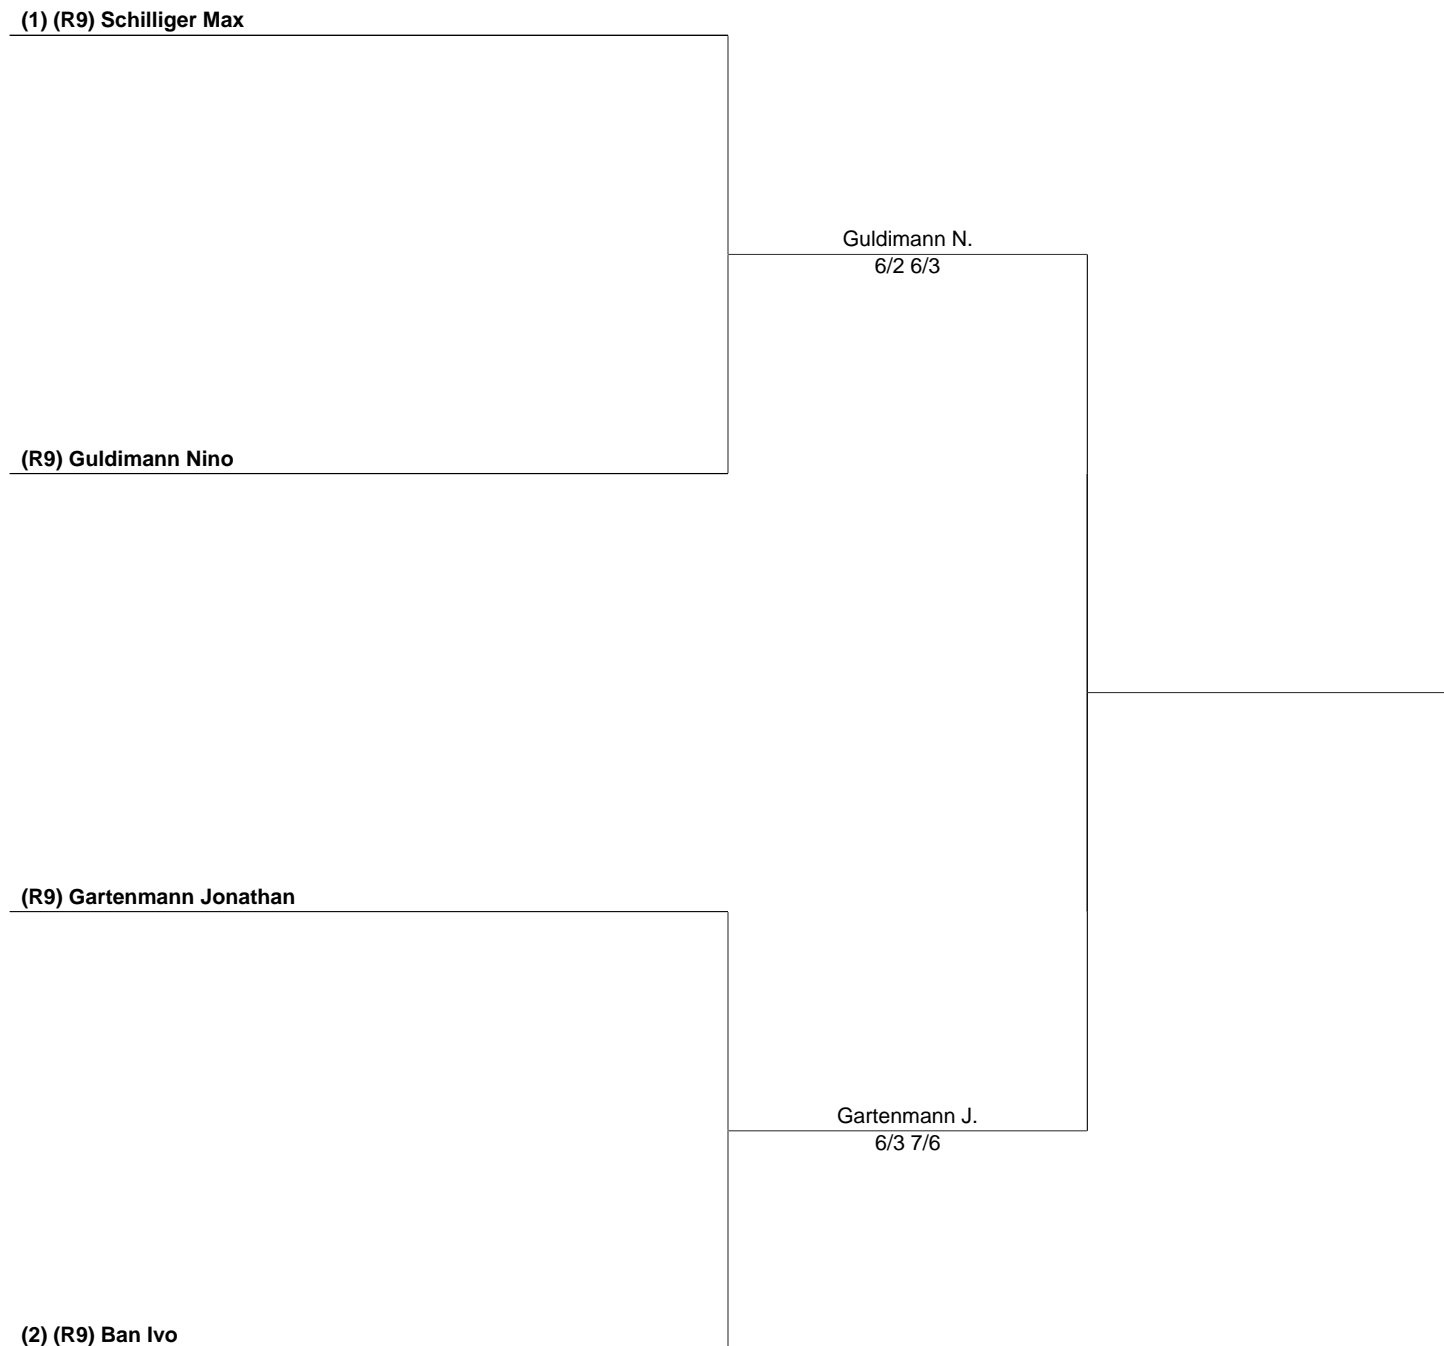 (1) (R9) Schilliger Max
Guldimann N.
6/2 6/3
(R9) Guldimann Nino
(R9) Gartenmann Jonathan
Gartenmann J.
6/3 7/6
(2) (R9) Ban Ivo